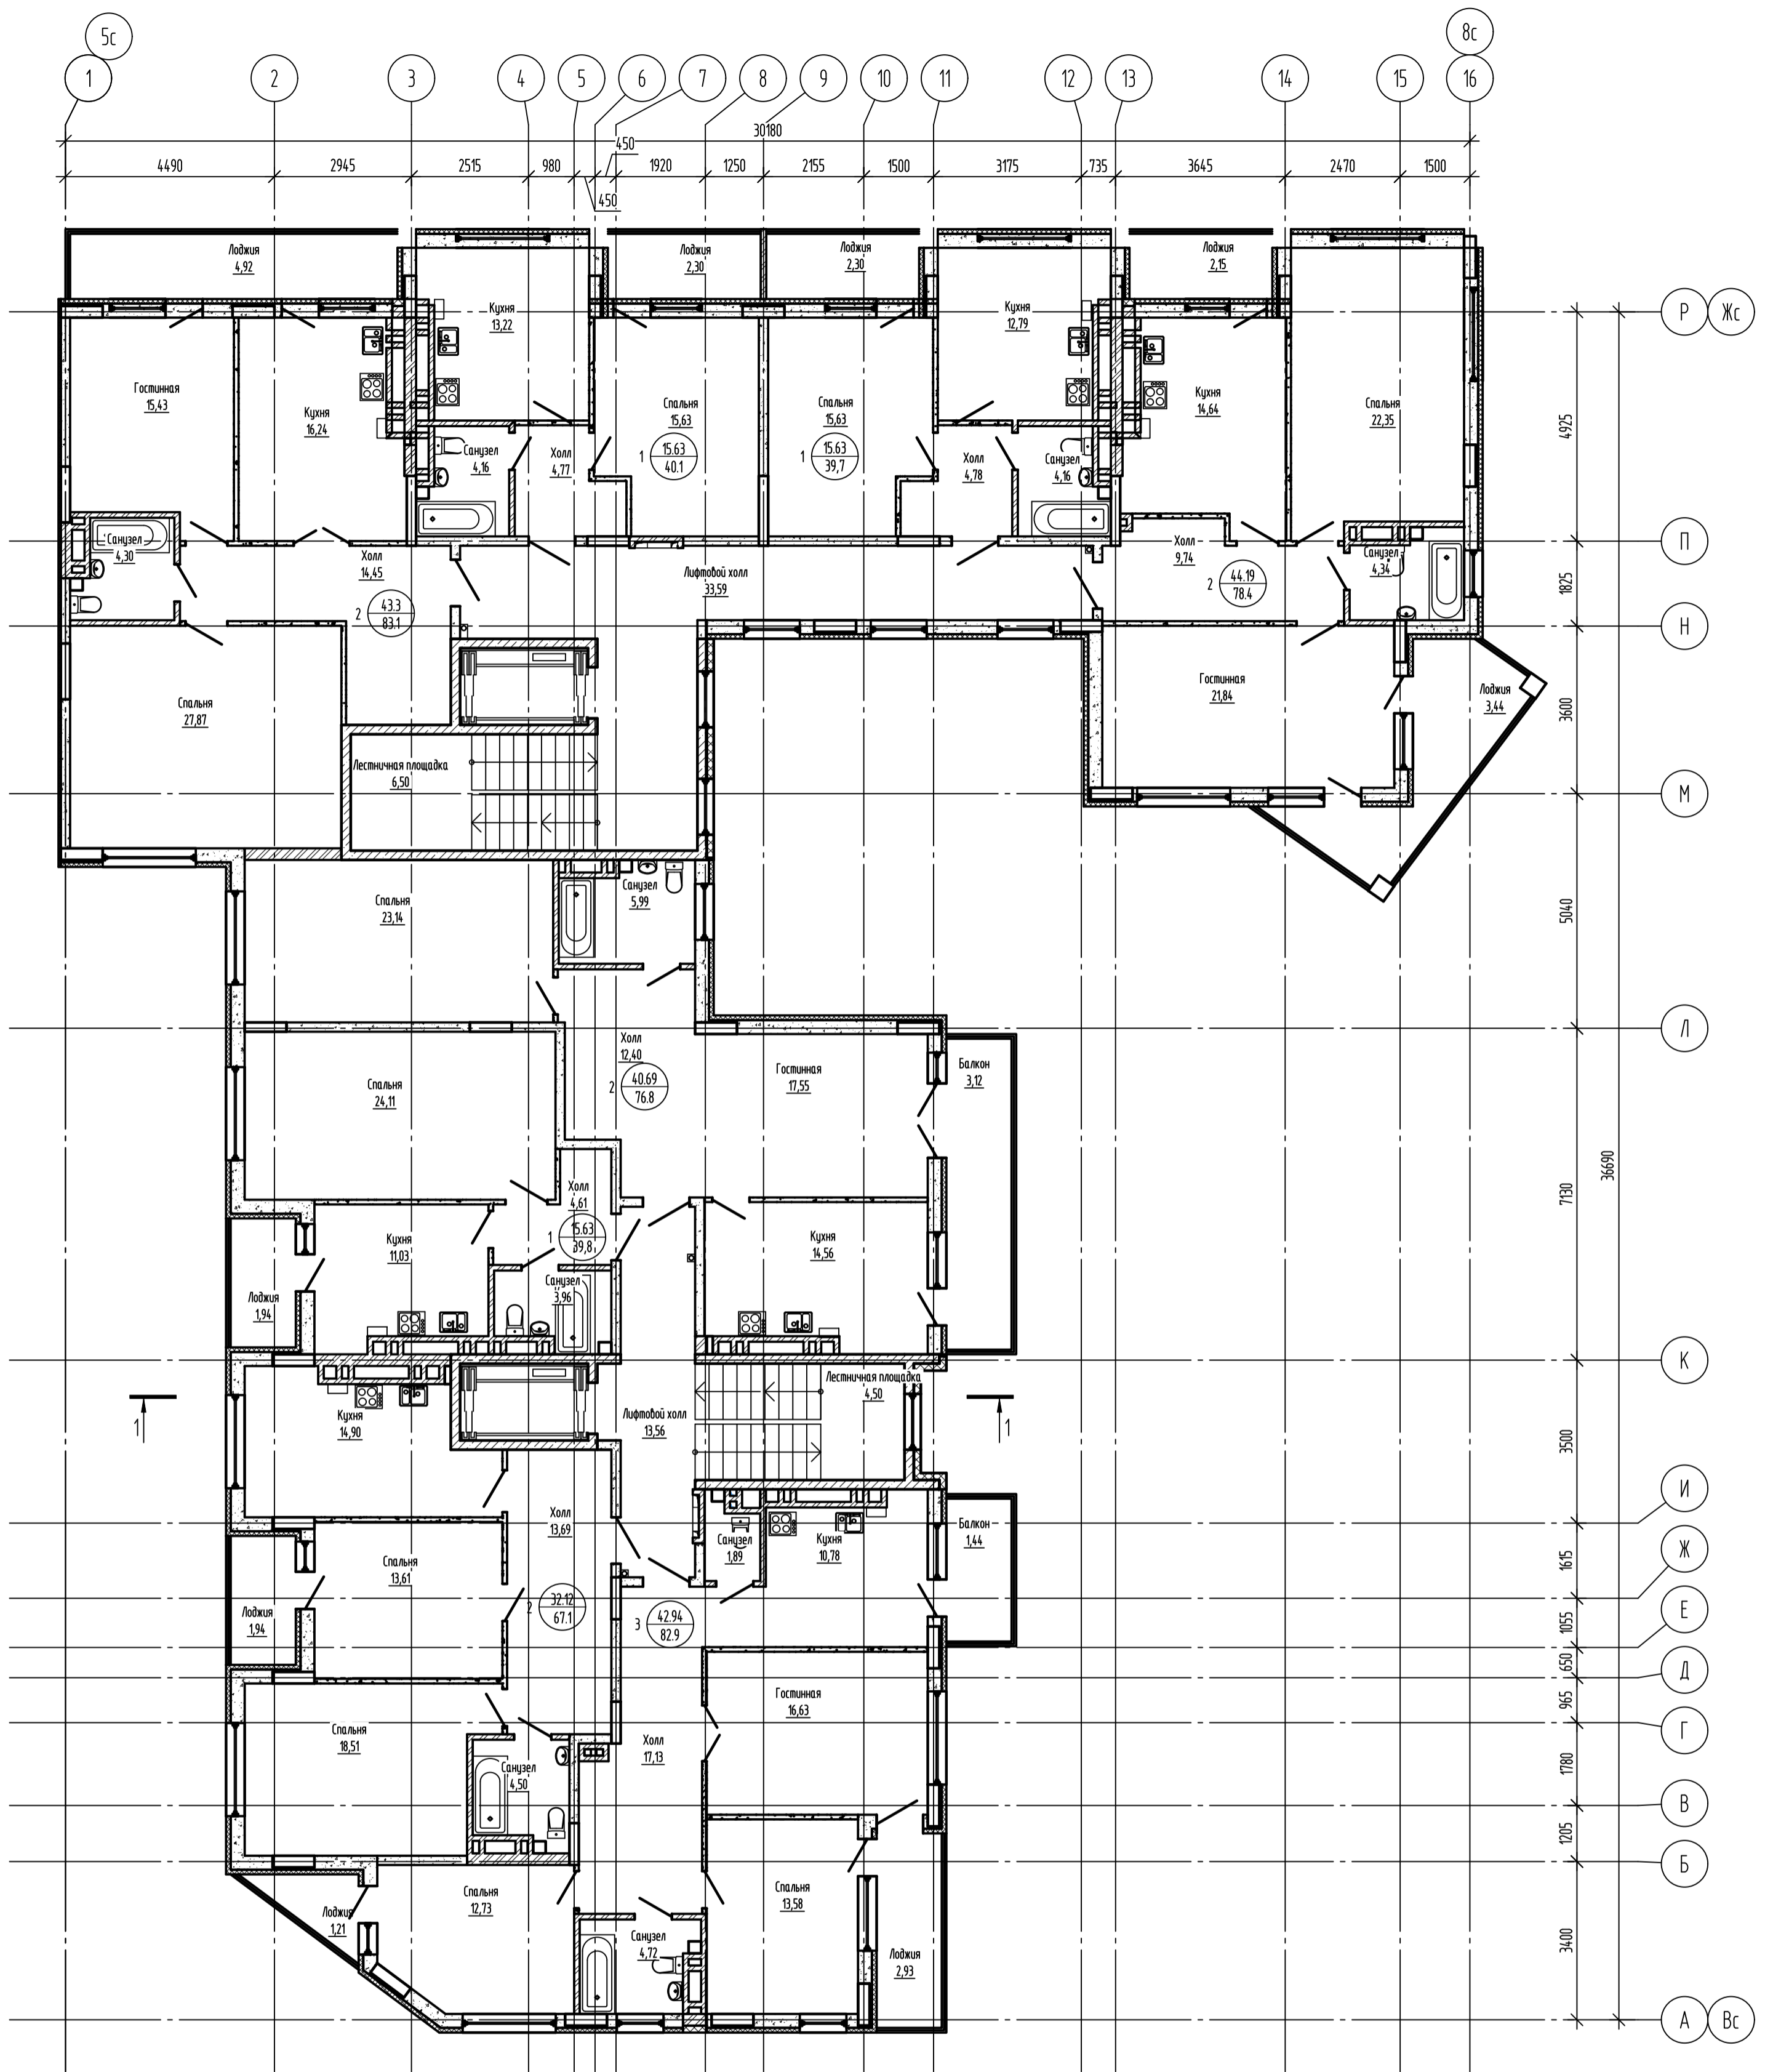 5с
8с
1
2
3
4
5
6
7
8
9
10
11
12
13
14
15
16
30180
450
4490
2945
2515
980
1920
1250
2155
1500
3175
735
3645
2470
1500
450
Лоджия
4,92
Лоджия
2,30
Лоджия
2,30
Лоджия
2,15
Кухня
13,22
Кухня
12,79
Р
Жс
Гостинная
15,43
Кухня
16,24
Спальня
15,63
Спальня
15,63
Кухня
14,64
Спальня
22,35
4925
Санузел
4,16
Холл
4,77
1
15.63
40.1
1
15.63
39,7
Холл
4,78
Санузел
4,16
Санузел
4,30
Холл
14,45
Лифтовой холл
33,59
Холл
9,74
Санузел
4,34
П
2
43.3
83.1
2
44.19
78.4
1825
Н
Спальня
27,87
Гостинная
21,84
Лоджия
3,44
3600
Лестничная площадка
6,50
М
Спальня
23,14
Санузел
5,99
5040
Л
Холл
12,40
2
40.69
76.8
Гостинная
17,55
Балкон
3,12
Спальня
24,11
36690
7130
Холл
4,61
1
15.63
39,8
Кухня
11,03
Кухня
14,56
Санузел
3,96
Лоджия
1,94
К
Лестничная площадка
4,50
1
1
Кухня
14,90
Лифтовой холл
13,56
3500
И
Холл
13,69
Санузел
1,89
Кухня
10,78
Балкон
1,44
Ж
1615
Спальня
13,61
Лоджия
1,94
2
32.12
67.1
3
42.94
82.9
Е
1055
650
Д
Гостинная
16,63
965
Г
Спальня
18,51
Холл
17,13
Санузел
4,50
1780
В
1205
Б
Спальня
12,73
Спальня
13,58
Лоджия
1,21
Санузел
4,72
Лоджия
2,93
3400
А
Вс